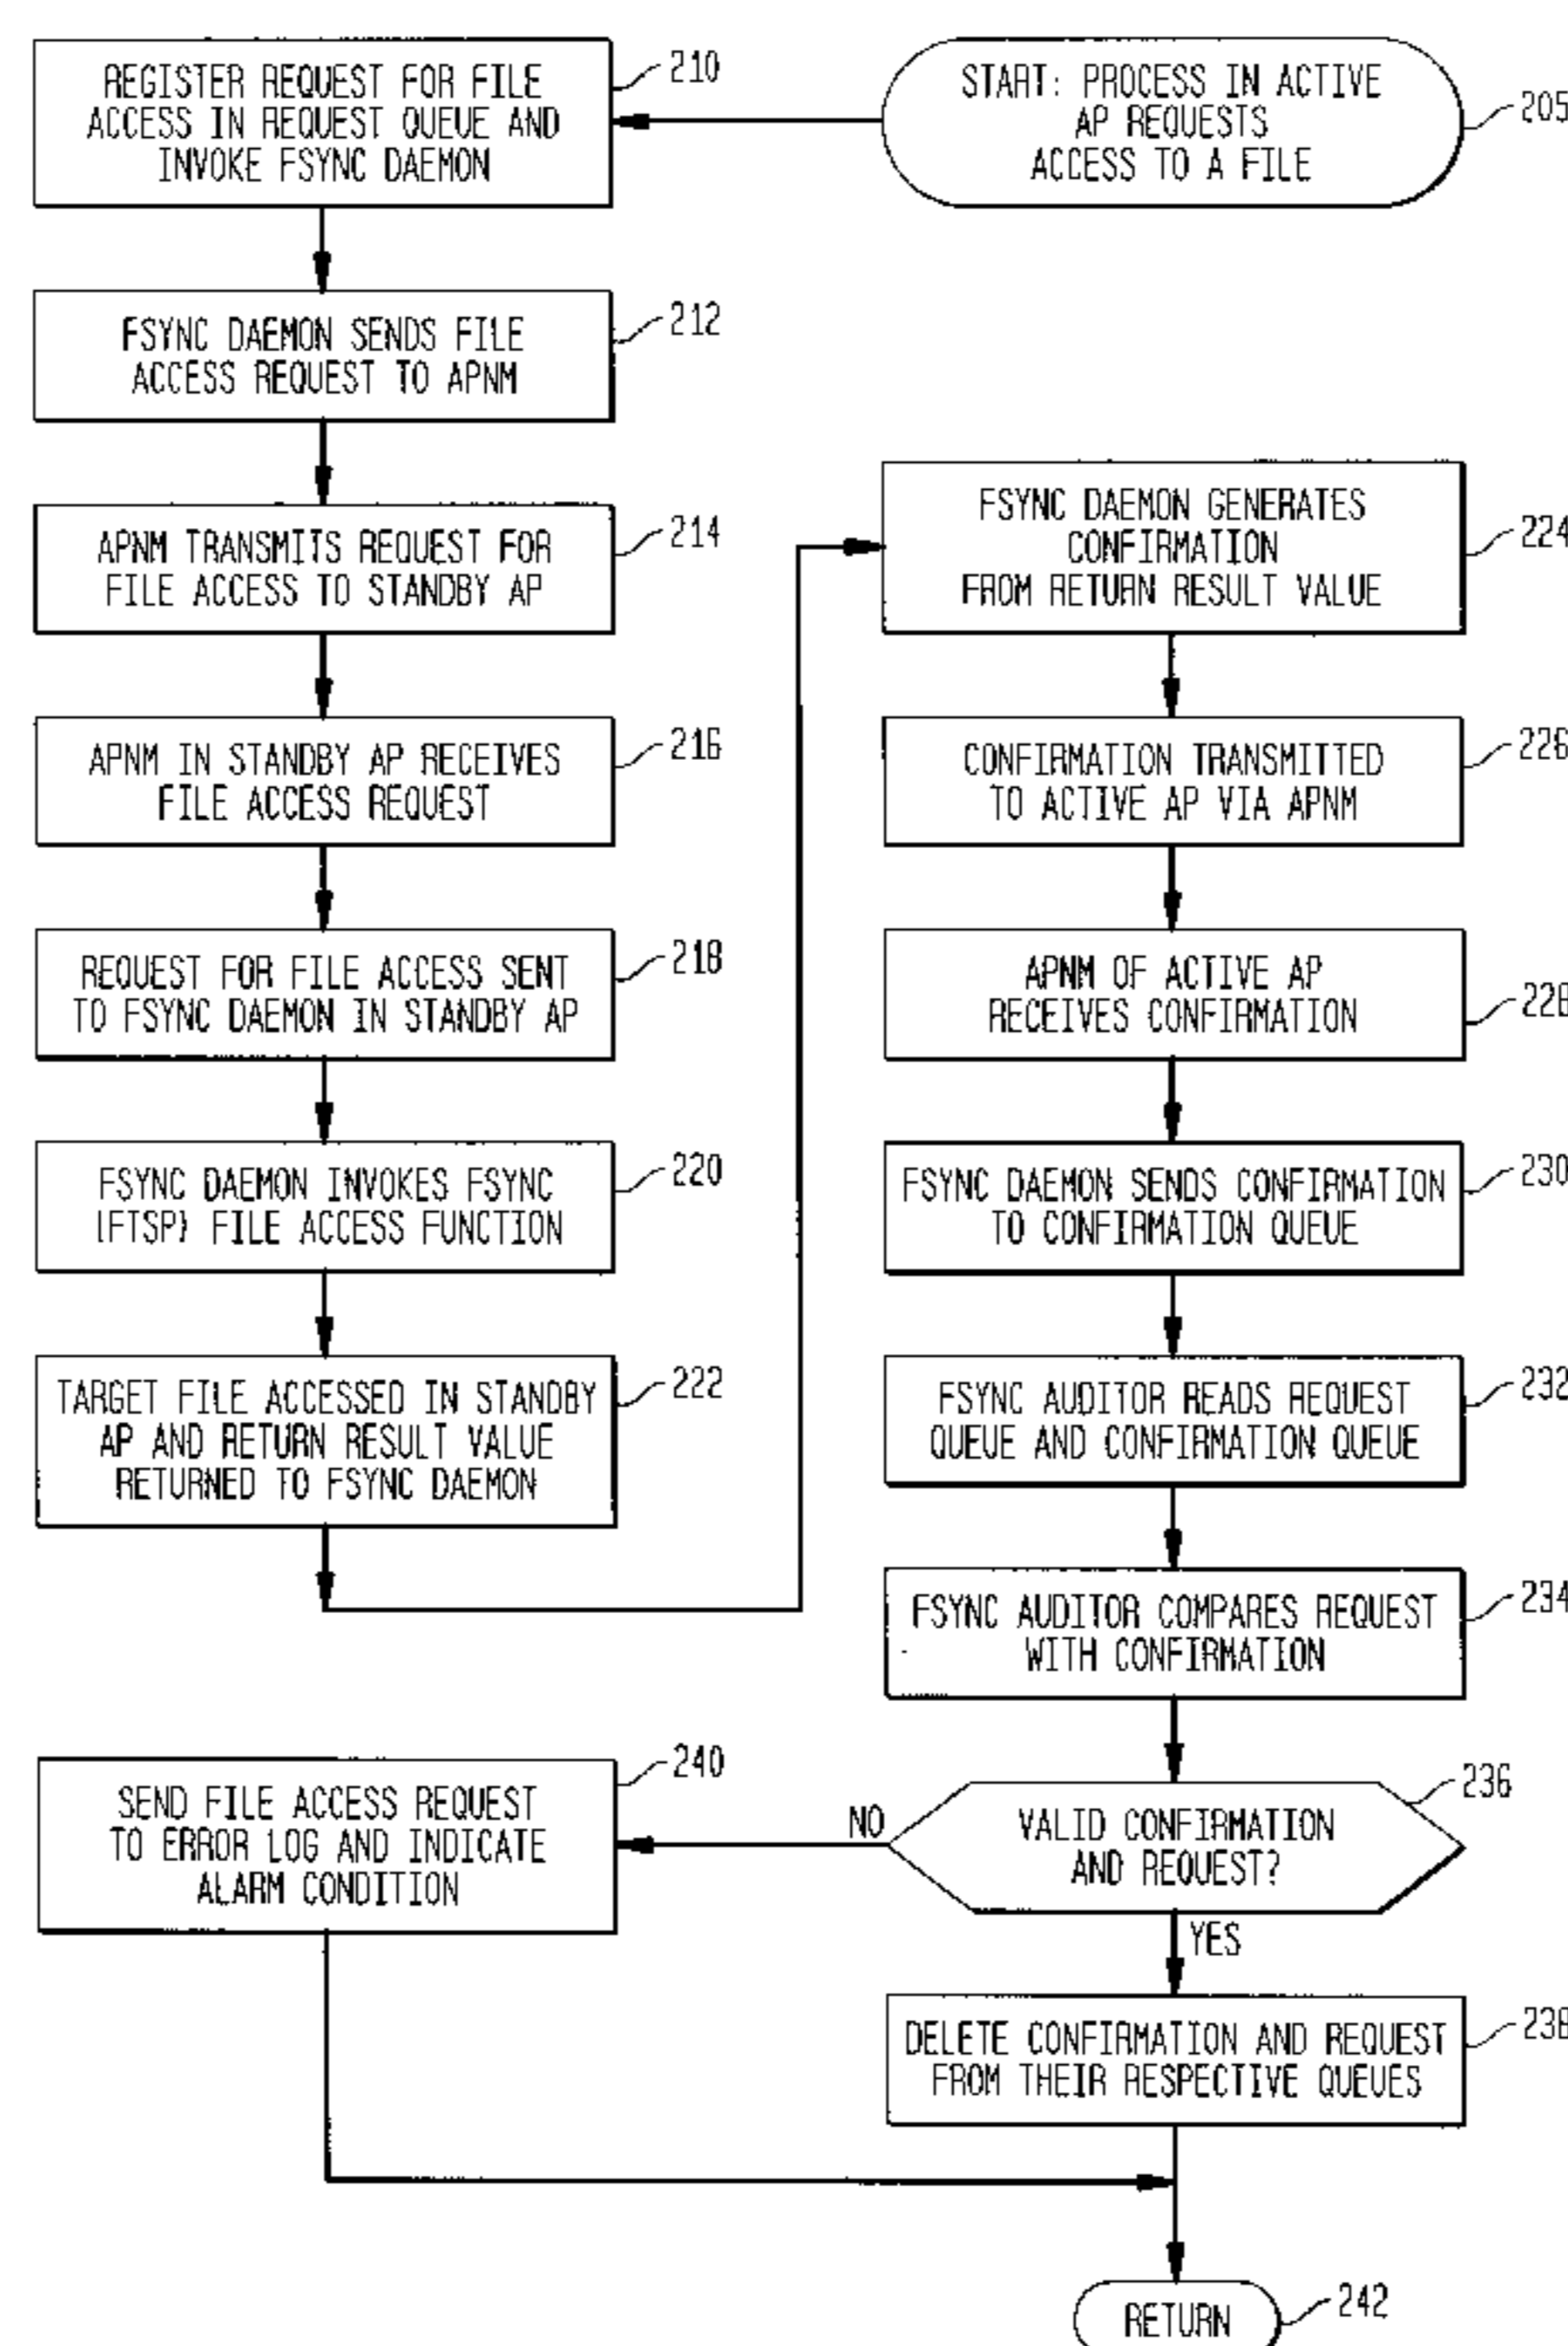 START: PROCESS IN ACTIVE
AP REQUESTS
ACCESS TO A FILE
205
REGISTER REQUEST FOR FILE
ACCESS IN REQUEST QUEUE AND
INVOKE FSYNC DAEMON
210
FSYNC DAEMON SENDS FILE
ACCESS REQUEST TO APNM
212
APNM TRANSMITS REQUEST FOR
FILE ACCESS TO STANDBY AP
214
APNM IN STANDBY AP RECEIVES
FILE ACCESS REQUEST
216
REQUEST FOR FILE ACCESS SENT
TO FSYNC DAEMON IN STANDBY AP
218
FSYNC DAEMON INVOKES FSYNC
(FTSP) FILE ACCESS FUNCTION
220
TARGET FILE ACCESSED IN STANDBY
AP AND RETURN RESULT VALUE
RETURNED TO FSYNC DAEMON
222
FSYNC DAEMON GENERATES
CONFIRMATION
FROM RETURN RESULT VALUE
224
CONFIRMATION TRANSMITTED
TO ACTIVE AP VIA APNM
226
APNM OF ACTIVE AP
RECEIVES CONFIRMATION
228
FSYNC DAEMON SENDS CONFIRMATION
TO CONFIRMATION QUEUE
230
FSYNC AUDITOR READS REQUEST
QUEUE AND CONFIRMATION QUEUE
232
FSYNC AUDITOR COMPARES REQUEST
WITH CONFIRMATION
234
VALID CONFIRMATION
AND REQUEST?
236
NO
SEND FILE ACCESS REQUEST
TO ERROR LOG AND INDICATE
ALARM CONDITION
240
YES
DELETE CONFIRMATION AND REQUEST
FROM THEIR RESPECTIVE QUEUES
238
RETURN
242